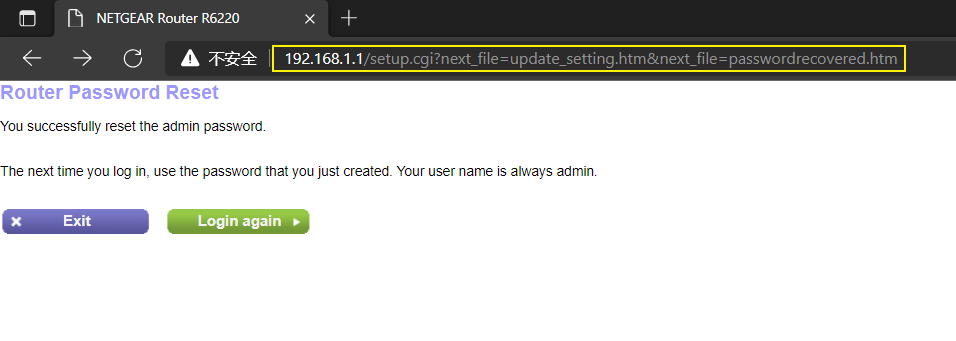 NETGEAR Router R6220
不安全 192.168.1.1/setup.cgi?next_file=update_setting.htm&next_file=passwordrecovered.htm
Router Password Reset
You successfully reset the admin password.
The next time you log in, use the password that you just created. Your user name is always admin.
Exit Login again